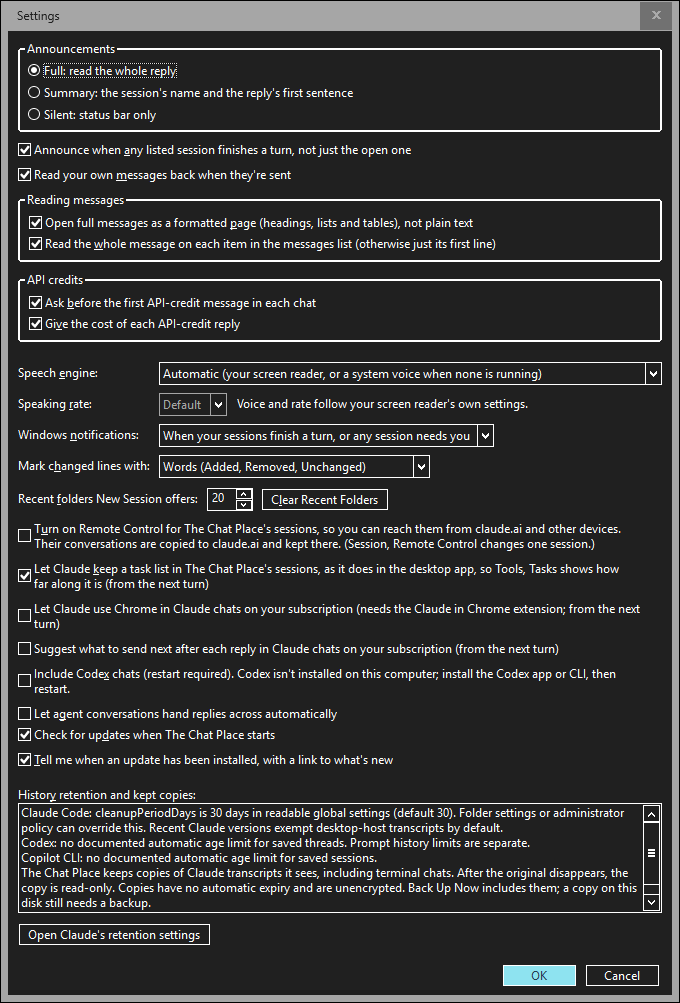 Settings
Announcements
Full: read the whole reply
Summary: the session's name and the reply's first sentence
Silent: status bar only
Announce when any listed session finishes a turn, not just the open one
Read your own messages back when they're sent
Reading messages
Open full messages as a formatted page (headings, lists and tables), not plain text
Read the whole message on each item in the messages list (otherwise just its first line)
API credits
Ask before the first API-credit message in each chat
Give the cost of each API-credit reply
Speech engine:
Automatic (your screen reader, or a system voice when none is running)
Speaking rate:
Default
Voice and rate follow your screen reader's own settings.
Windows notifications:
When your sessions finish a turn, or any session needs you
Mark changed lines with:
Words (Added, Removed, Unchanged)
Recent folders New Session offers:
20
Clear Recent Folders
Turn on Remote Control for The Chat Place's sessions, so you can reach them from claude.ai and other devices.
Their conversations are copied to claude.ai and kept there. (Session, Remote Control changes one session.)
Let Claude keep a task list in The Chat Place's sessions, as it does in the desktop app, so Tools, Tasks shows how
far along it is (from the next turn)
Let Claude use Chrome in Claude chats on your subscription (needs the Claude in Chrome extension; from the next
turn)
Suggest what to send next after each reply in Claude chats on your subscription (from the next turn)
Include Codex chats (restart required). Codex isn't installed on this computer; install the Codex app or CLI, then
restart.
Let agent conversations hand replies across automatically
Check for updates when The Chat Place starts
Tell me when an update has been installed, with a link to what's new
History retention and kept copies:
Claude Code: cleanupPeriodDays is 30 days in readable global settings (default 30). Folder settings or administrator
policy can override this. Recent Claude versions exempt desktop-host transcripts by default.
Codex: no documented automatic age limit for saved threads. Prompt history limits are separate.
Copilot CLI: no documented automatic age limit for saved sessions.
The Chat Place keeps copies of Claude transcripts it sees, including terminal chats. After the original disappears, the
copy is read-only. Copies have no automatic expiry and are unencrypted. Back Up Now includes them; a copy on this
disk still needs a backup.
Open Claude's retention settings
OK
Cancel